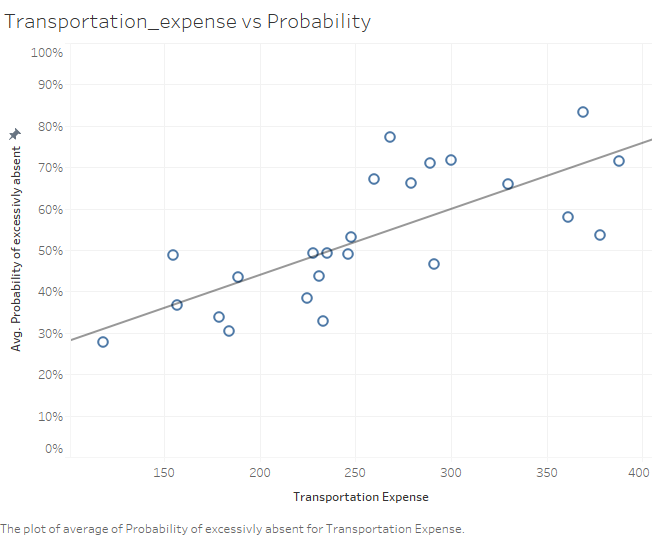 Transportation_expense vs Probability
100%
90%
80%
70%
60%
50%
40%
30%
20%
10%
0%
Avg. Probability of excessivly absent
150 200 250 300 350 400
Transportation Expense
The plot of average of Probability of excessivly absent for Transportation Expense.